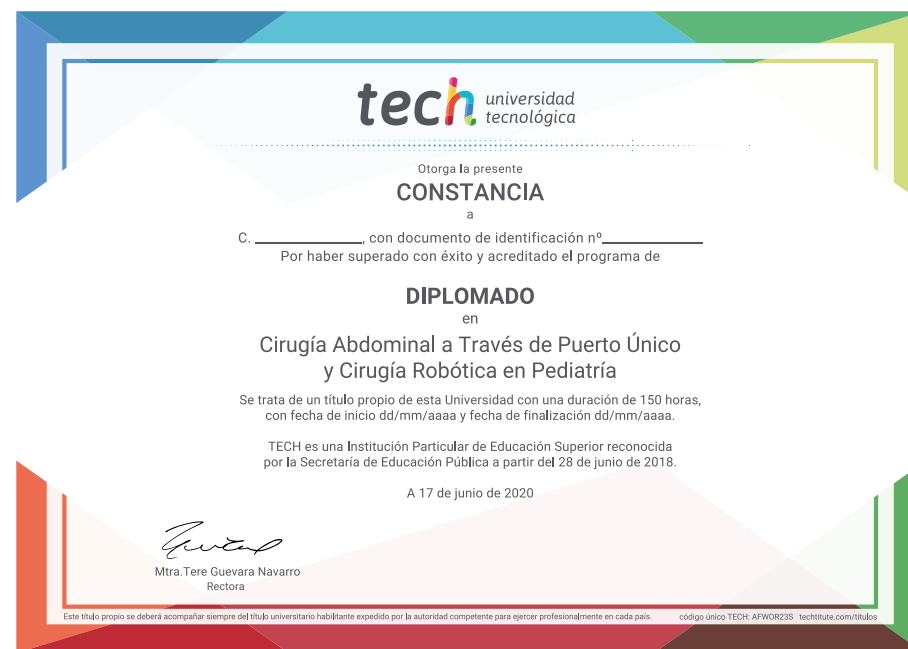 tech universidad
tecnológica
Otorga la presente
CONSTANCIA
a
C. ____________, con documento de identificación nº____________
Por haber superado con éxito y acreditado el programa de
DIPLOMADO
en
Cirugía Abdominal a Través de Puerto Único
y Cirugía Robótica en Pediatría
Se trata de un título propio de esta Universidad con una duración de 150 horas,
con fecha de inicio dd/mm/aaaa y fecha de finalización dd/mm/aaaa.
TECH es una Institución Particular de Educación Superior reconocida
por la Secretaría de Educación Pública a partir del 28 de junio de 2018.
A 17 de junio de 2020
Mtra.Tere Guevara Navarro
Rectora
Este título propio se deberá acompañar siempre del título universitario habilitante expedido por la autoridad competente para ejercer profesionalmente en cada país. código único TECH: AFWOR23S techtitute.com/titulos